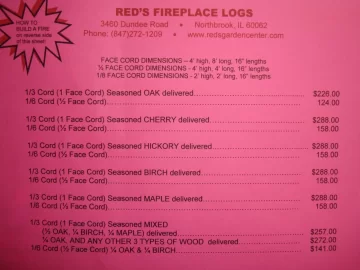 RED'S FIREPLACE LOGS
3460 Dundee Road • Northbrook, IL 60062
Phone: (847)272-1209 • www.redsgardencenter.com
HOW TO
BUILD A FIRE
on reverse side
of this sheet!
FACE CORD DIMENSIONS – 4' high, 8' long, 16" lengths
½ FACE CORD DIMENSIONS - 4' high, 4' long, 16" lengths
1/6 FACE CORD DIMENSIONS - 2' high, 2' long, 16" lengths
1/3 Cord (1 Face Cord) Seasoned OAK delivered $226.00
1/6 Cord (½ Face Cord) 124.00
1/3 Cord (1 Face Cord) Seasoned CHERRY delivered $288.00
1/6 Cord (½ Face Cord) 158.00
1/3 Cord (1 Face Cord) Seasoned HICKORY delivered $288.00
1/6 Cord (½ Face Cord) 158.00
1/3 Cord (1 Face Cord) Seasoned BIRCH delivered $288.00
1/6 Cord (½ Face Cord) 158.00
1/3 Cord (1 Face Cord) Seasoned MAPLE delivered $288.00
1/6 Cord (½ Face Cord) 158.00
1/3 Cord (1 Face Cord) Seasoned MIXED
OAK, BIRCH, MAPLE) delivered $257.00
OAK, AND ANY OTHER 3 TYPES OF WOOD delivered $272.00
1/6 Cord (½ Face Cord) ½ OAK & ½ BIRCH $141.00